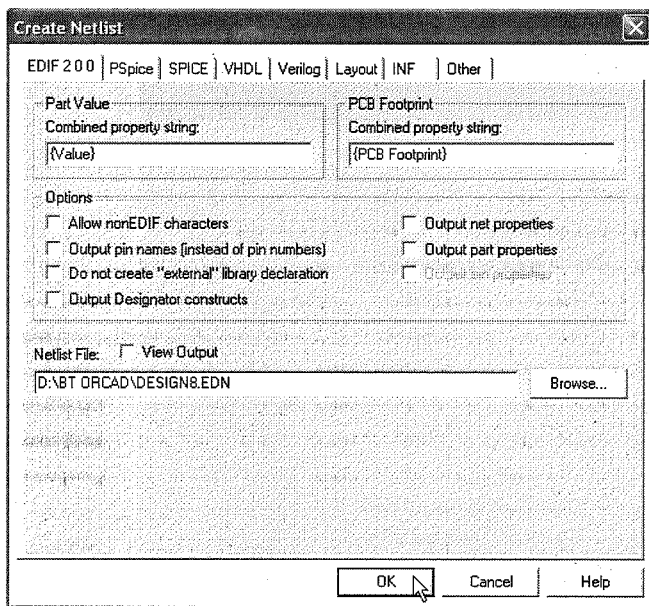 Create Netlist
EDIF 2 0 0 PSpice SPICE VHDL Verilog Layout INF Other
Part Value
Combined property string:
{Value}
PCB Footprint
Combined property string:
{PCB Footprint}
Options
Allow nonEDIF characters
Output pin names (instead of pin numbers)
Do not create "external" library declaration
Output Designator constructs
Output net properties
Output part properties
Output pin properties
Netlist File: View Output
D:\BT ORCAD\DESIGN8.EDN
Browse...
OK Cancel Help